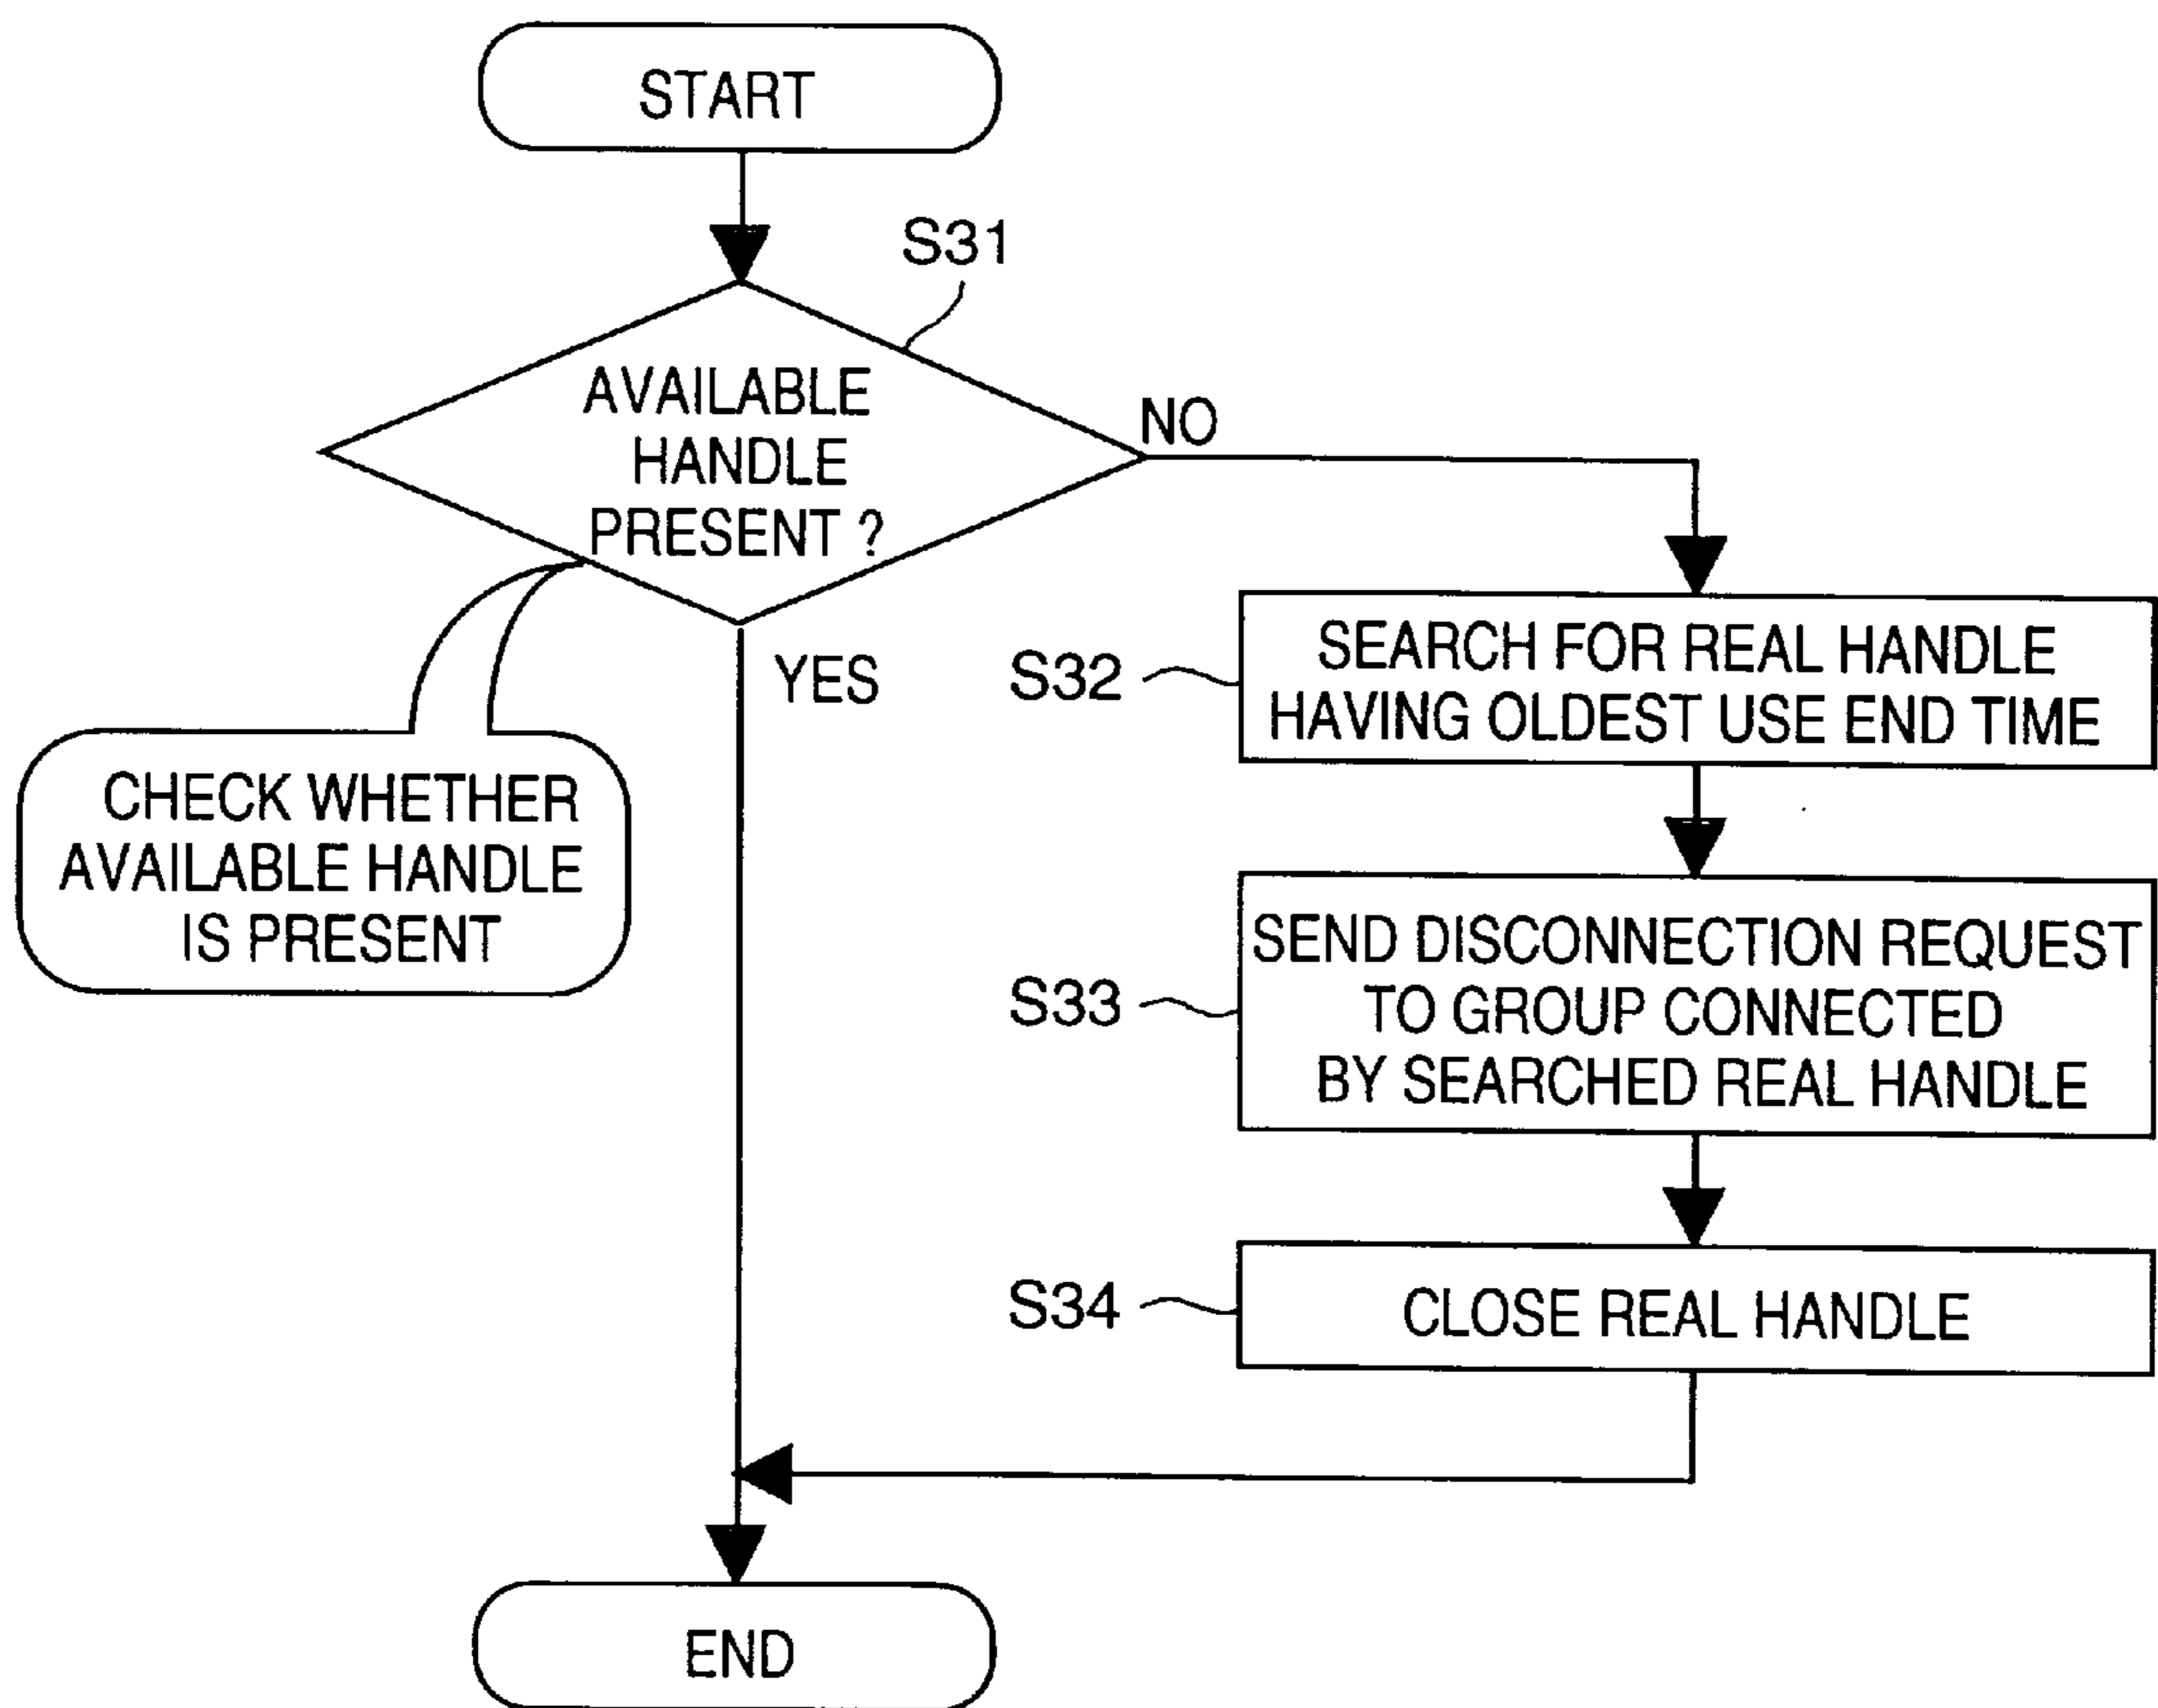 START
S31
AVAILABLE
HANDLE
PRESENT ?
NO
YES
CHECK WHETHER
AVAILABLE HANDLE
IS PRESENT
S32
SEARCH FOR REAL HANDLE
HAVING OLDEST USE END TIME
S33
SEND DISCONNECTION REQUEST
TO GROUP CONNECTED
BY SEARCHED REAL HANDLE
S34
CLOSE REAL HANDLE
END